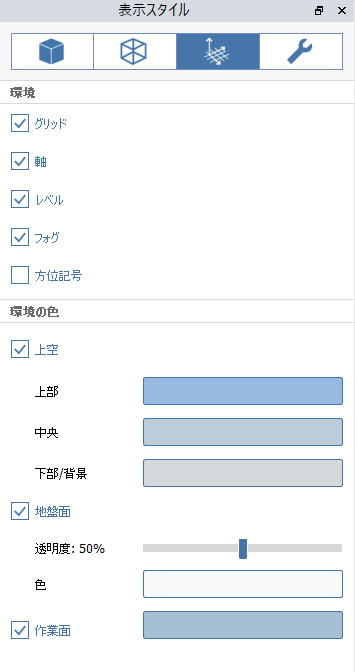 表示スタイル
環境
グリッド
軸
レベル
フォグ
方位記号
環境の色
上空
上部
中央
下部/背景
地盤面
透明度: 50%
色
作業面